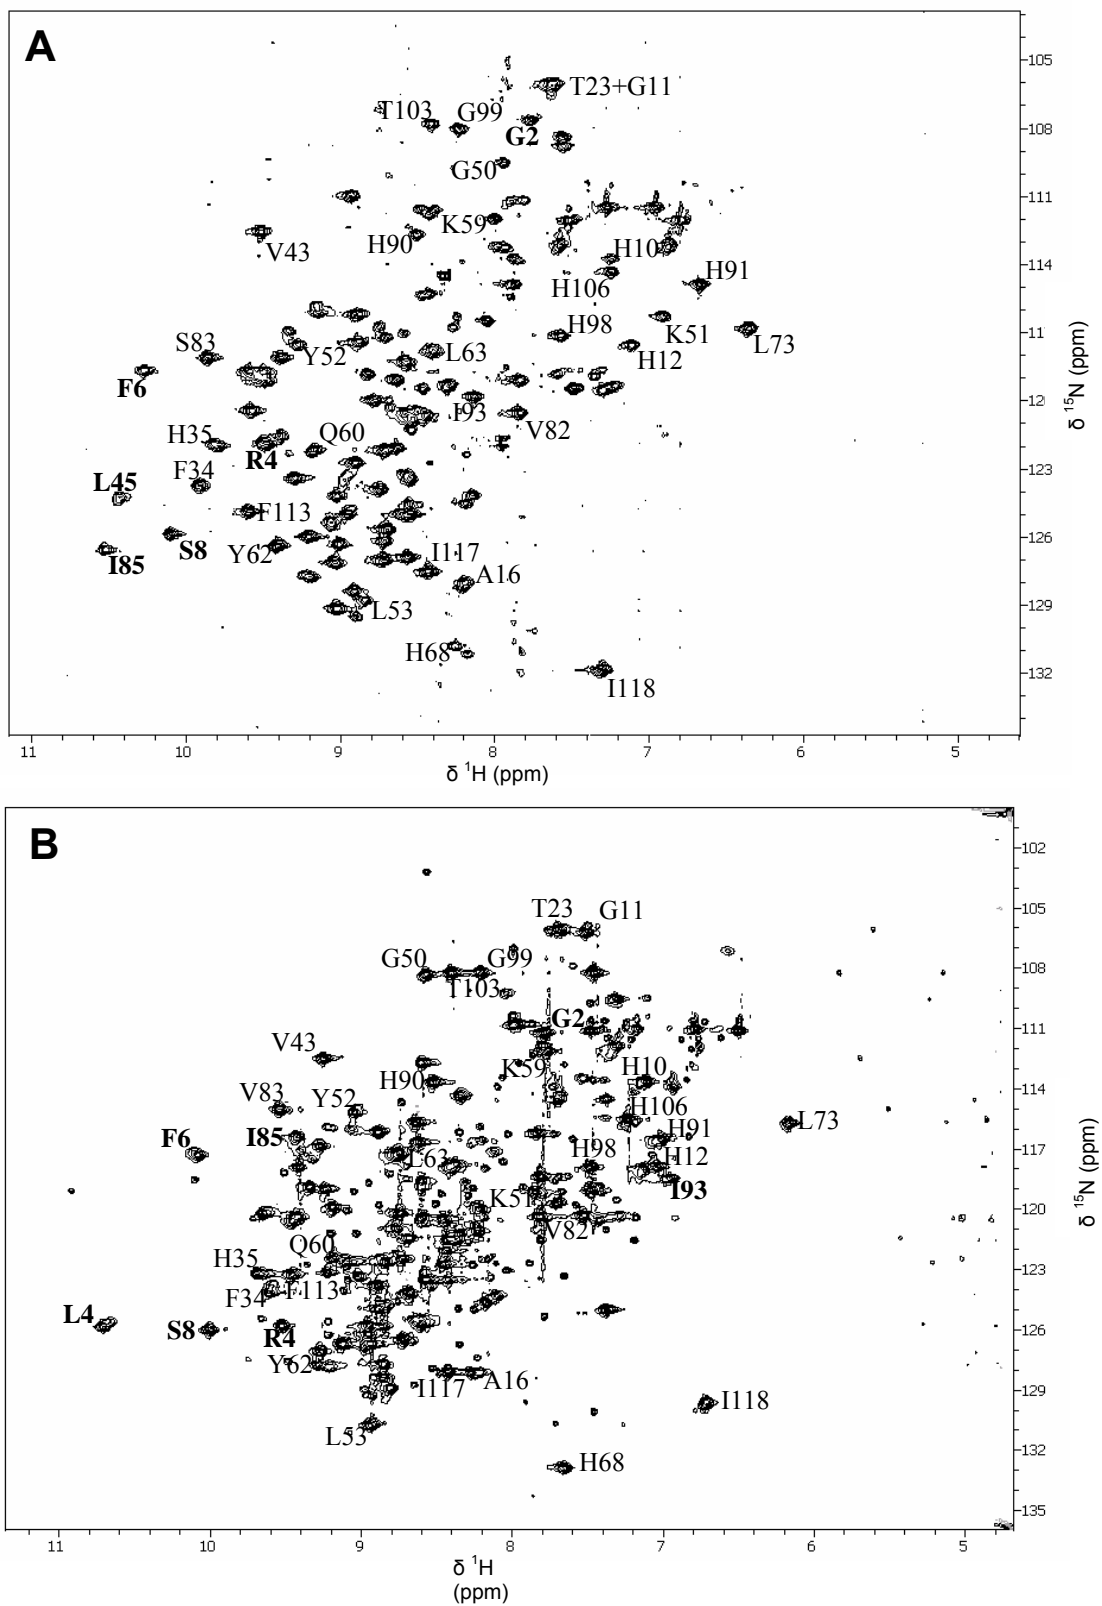 A
105
T23+G11
T103
G99
G2
108
G50
111
K59
H90
V43
H10
H91
114
H106
H98
K51
L73
111
S83
Y52
L63
H12
F6
I93
V82
120
H35
Q60
R4
F34
123
L45
F113
S8
Y62
I117
126
I85
A16
L53
129
H68
I118
132
δ ¹⁵N (ppm)
11 10 9 8 7 6 5
δ ¹H (ppm)
B
102
T23 G11
105
G50 G99
108
T103
G2
111
V43
K59
H90
H10
114
V83 Y52
H106
L73
F6 I85
H91
L63
H98 H12
117
K51 I93
120
V82
Q60
H35
F34 F113
123
L4
S8 R4
126
Y62
I117 A16
I118
129
L53
H68
132
135
δ ¹⁵N (ppm)
11 10 9 8 7 6 5
δ ¹H
(ppm)